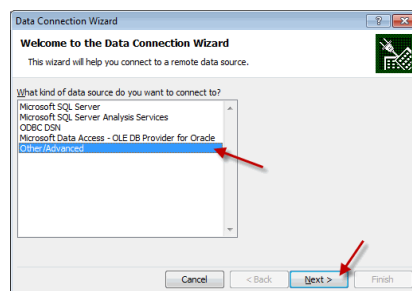 Data Connection Wizard
Welcome to the Data Connection Wizard
This wizard will help you connect to a remote data source.
What kind of data source do you want to connect to?
Microsoft SQL Server
Microsoft SQL Server Analysis Services
ODBC DSN
Microsoft Data Access - OLE DB Provider for Oracle
Other/Advanced
Cancel < Back Next > Finish